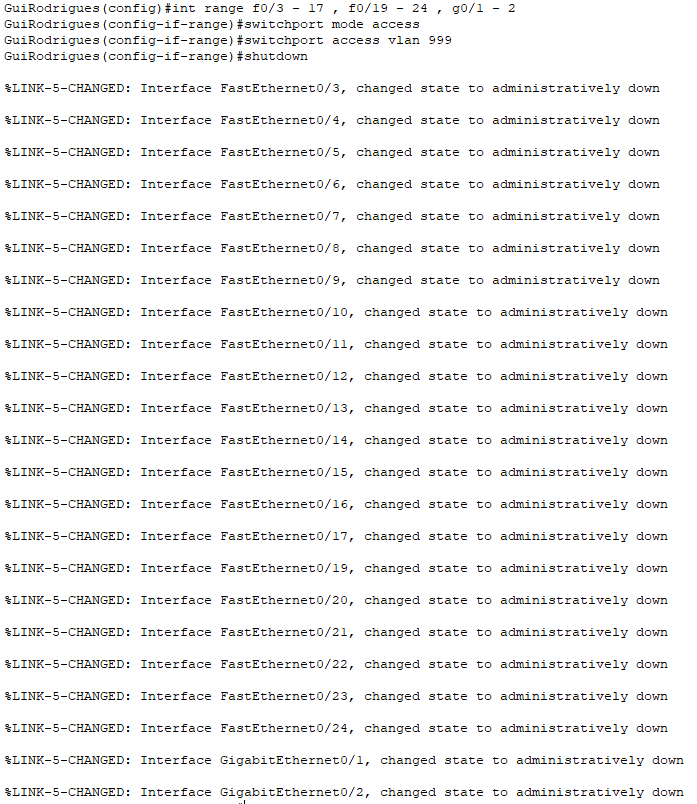 GuiRodrigues(config)#int range f0/3 - 17 , f0/19 - 24 , g0/1 - 2
GuiRodrigues(config-if-range)#switchport mode access
GuiRodrigues(config-if-range)#switchport access vlan 999
GuiRodrigues(config-if-range)#shutdown
%LINK-5-CHANGED: Interface FastEthernet0/3, changed state to administratively down
%LINK-5-CHANGED: Interface FastEthernet0/4, changed state to administratively down
%LINK-5-CHANGED: Interface FastEthernet0/5, changed state to administratively down
%LINK-5-CHANGED: Interface FastEthernet0/6, changed state to administratively down
%LINK-5-CHANGED: Interface FastEthernet0/7, changed state to administratively down
%LINK-5-CHANGED: Interface FastEthernet0/8, changed state to administratively down
%LINK-5-CHANGED: Interface FastEthernet0/9, changed state to administratively down
%LINK-5-CHANGED: Interface FastEthernet0/10, changed state to administratively down
%LINK-5-CHANGED: Interface FastEthernet0/11, changed state to administratively down
%LINK-5-CHANGED: Interface FastEthernet0/12, changed state to administratively down
%LINK-5-CHANGED: Interface FastEthernet0/13, changed state to administratively down
%LINK-5-CHANGED: Interface FastEthernet0/14, changed state to administratively down
%LINK-5-CHANGED: Interface FastEthernet0/15, changed state to administratively down
%LINK-5-CHANGED: Interface FastEthernet0/16, changed state to administratively down
%LINK-5-CHANGED: Interface FastEthernet0/17, changed state to administratively down
%LINK-5-CHANGED: Interface FastEthernet0/19, changed state to administratively down
%LINK-5-CHANGED: Interface FastEthernet0/20, changed state to administratively down
%LINK-5-CHANGED: Interface FastEthernet0/21, changed state to administratively down
%LINK-5-CHANGED: Interface FastEthernet0/22, changed state to administratively down
%LINK-5-CHANGED: Interface FastEthernet0/23, changed state to administratively down
%LINK-5-CHANGED: Interface FastEthernet0/24, changed state to administratively down
%LINK-5-CHANGED: Interface GigabitEthernet0/1, changed state to administratively down
%LINK-5-CHANGED: Interface GigabitEthernet0/2, changed state to administratively down